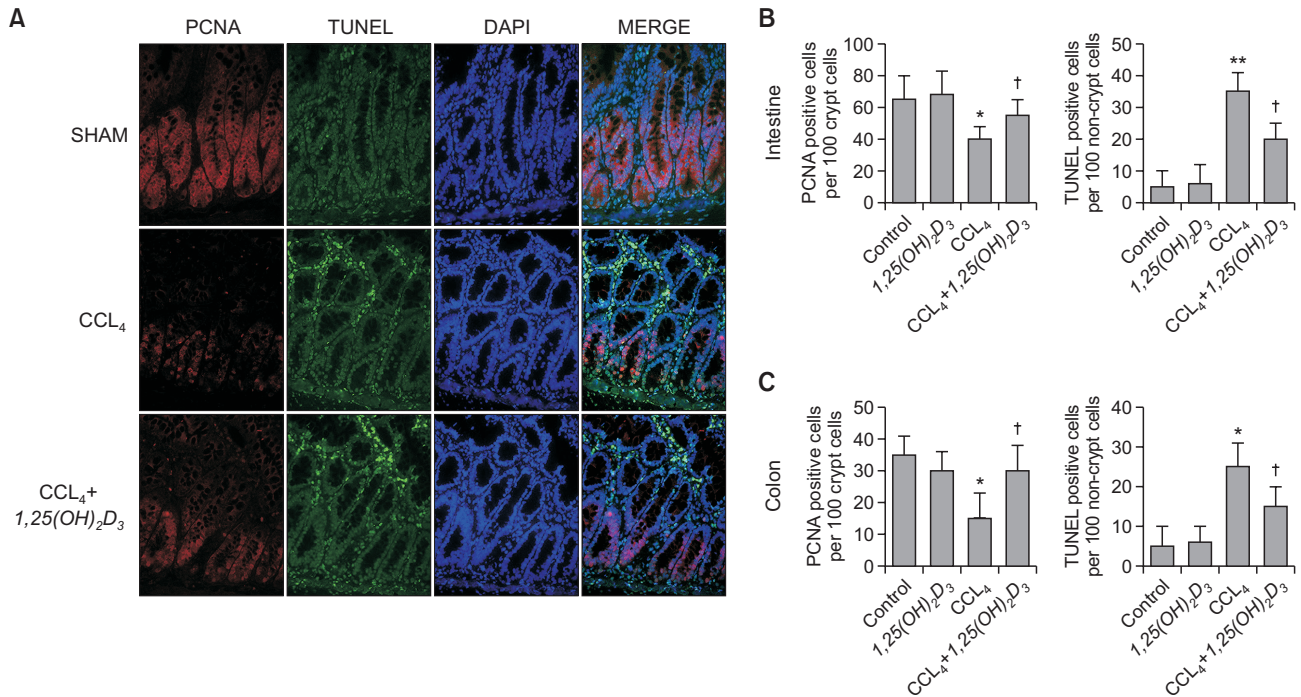 A
PCNA TUNEL DAPI MERGE
SHAM
CCL₄
CCL₄+
1,25(OH)₂D₃
B
Intestine
PCNA positive cells
per 100 crypt cells
100
80
60
40
20
0
*
†
Control
1,25(OH)₂D₃
CCL₄
CCL₄+1,25(OH)₂D₃
TUNEL positive cells
per 100 non-crypt cells
50
40
30
20
10
0
**
†
Control
1,25(OH)₂D₃
CCL₄
CCL₄+1,25(OH)₂D₃
C
Colon
PCNA positive cells
per 100 crypt cells
50
40
30
20
10
0
*
†
Control
1,25(OH)₂D₃
CCL₄
CCL₄+1,25(OH)₂D₃
TUNEL positive cells
per 100 non-crypt cells
40
30
20
10
0
*
†
Control
1,25(OH)₂D₃
CCL₄
CCL₄+1,25(OH)₂D₃